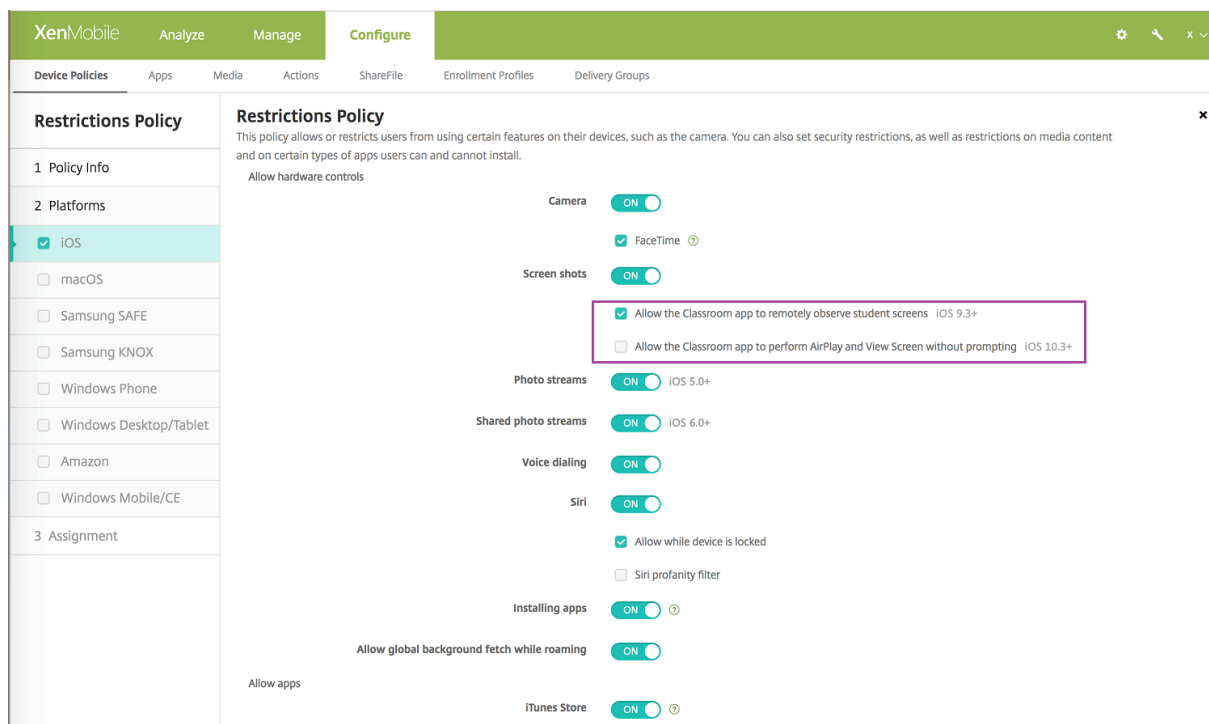 XenMobile Analyze Manage Configure X
Device Policies Apps Media Actions ShareFile Enrollment Profiles Delivery Groups
Restrictions Policy
1 Policy Info
2 Platforms
iOS
macOS
Samsung SAFE
Samsung KNOX
Windows Phone
Windows Desktop/Tablet
Amazon
Windows Mobile/CE
3 Assignment
Restrictions Policy
This policy allows or restricts users from using certain features on their devices, such as the camera. You can also set security restrictions, as well as restrictions on media content
and on certain types of apps users can and cannot install.
Allow hardware controls
Camera ON
FaceTime ?
Screen shots ON
Allow the Classroom app to remotely observe student screens iOS 9.3+
Allow the Classroom app to perform AirPlay and View Screen without prompting iOS 10.3+
Photo streams ON iOS 5.0+
Shared photo streams ON iOS 6.0+
Voice dialing ON
Siri ON
Allow while device is locked
Siri profanity filter
Installing apps ON ?
Allow global background fetch while roaming ON
Allow apps
iTunes Store ON ?